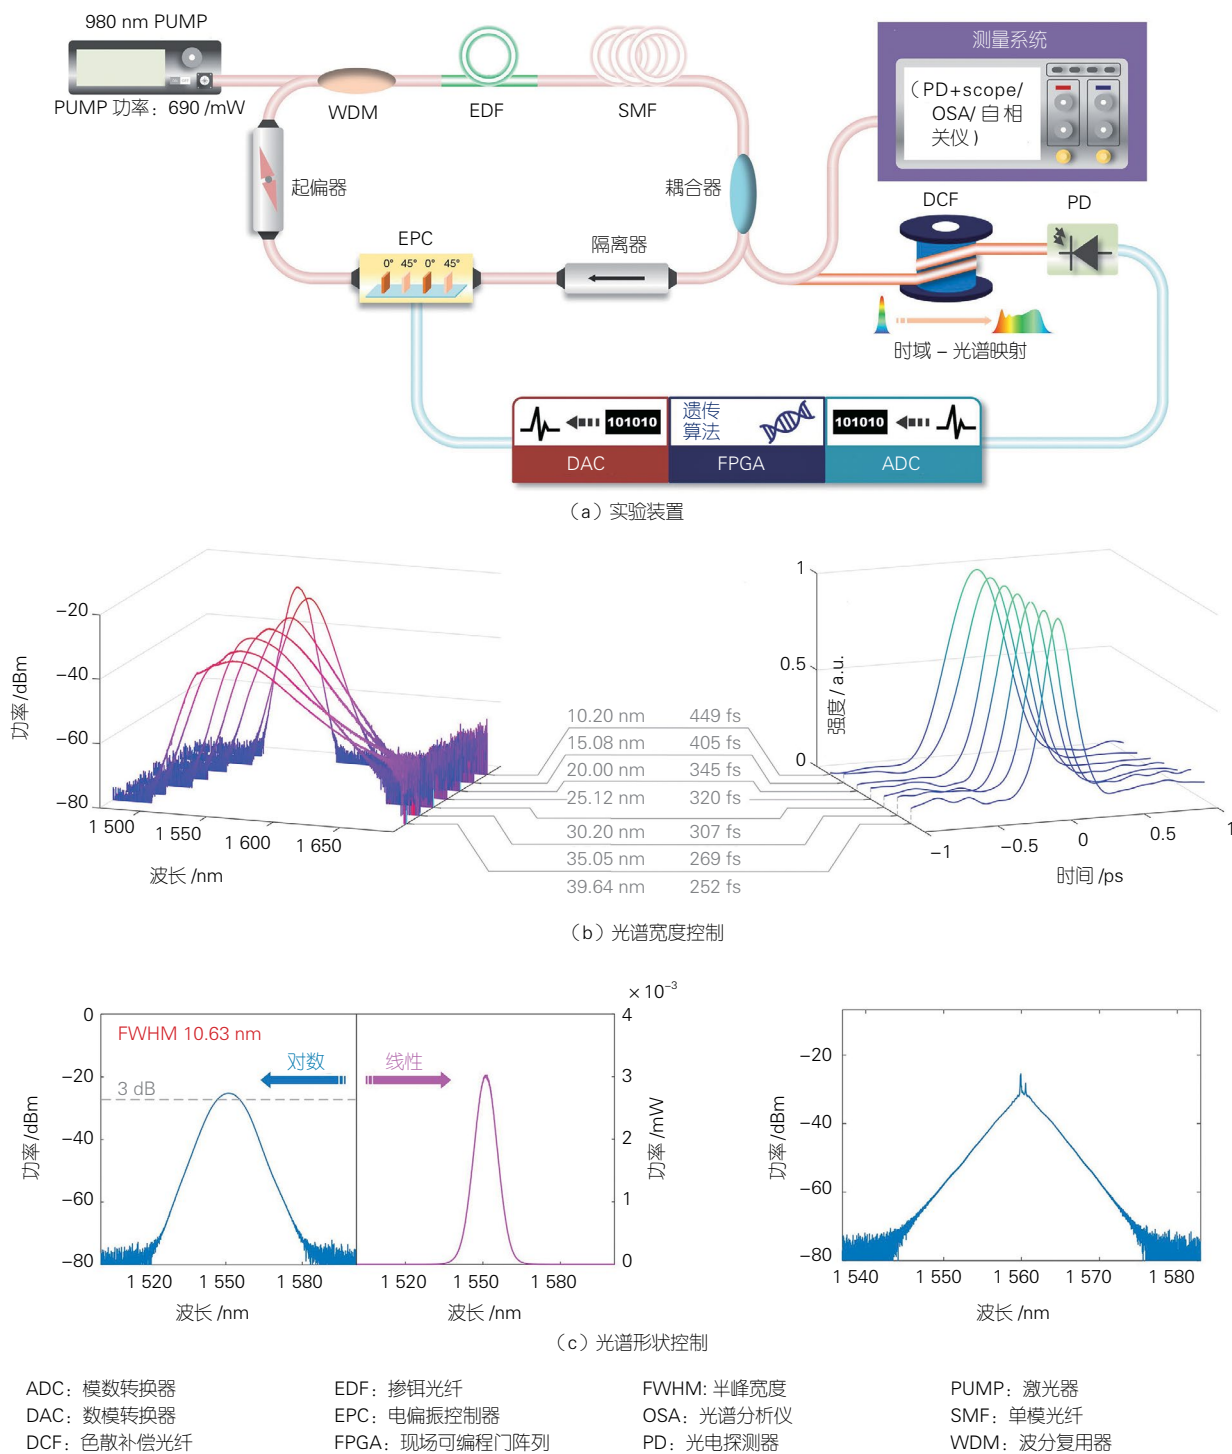 980 nm PUMP
PUMP 功率：690 /mW
WDM
EDF
SMF
测量系统
（PD+scope/
OSA/ 自 相
关仪）
起偏器
耦合器
DCF
PD
EPC
0° 45° 0° 45°
隔离器
时域 – 光谱映射
101010
遗传
算法
101010
DAC
FPGA
ADC
（a）实验装置
功率 /dBm
−20
−40
−60
−80
1 500
1 550
1 600
1 650
波长 /nm
10.20 nm 449 fs
15.08 nm 405 fs
20.00 nm 345 fs
25.12 nm 320 fs
30.20 nm 307 fs
35.05 nm 269 fs
39.64 nm 252 fs
强度 / a.u.
1
0.5
0
−1
−0.5
0
0.5
1
时间 /ps
（b）光谱宽度控制
功率 /dBm
0
−20
−40
−60
−80
FWHM 10.63 nm
对数
3 dB
1 520 1 550 1 580
波长 /nm
线性
× 10⁻³
4
3
2
1
0
功率 /mW
1 520 1 550 1 580
波长 /nm
功率 /dBm
−20
−40
−60
−80
1 540 1 550 1 560 1 570 1 580
波长 /nm
（c）光谱形状控制
ADC：模数转换器 EDF：掺铒光纤 FWHM: 半峰宽度 PUMP：激光器
DAC：数模转换器 EPC：电偏振控制器 OSA：光谱分析仪 SMF：单模光纤
DCF：色散补偿光纤 FPGA：现场可编程门阵列 PD：光电探测器 WDM：波分复用器